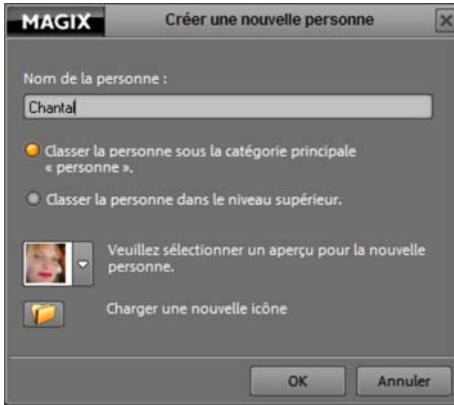 MAGIX Créer une nouvelle personne
Nom de la personne :
Chantal
Classer la personne sous la catégorie principale
« personne ».
Classer la personne dans le niveau supérieur.
Veuillez sélectionner un aperçu pour la nouvelle
personne.
Charger une nouvelle icône
OK Annuler